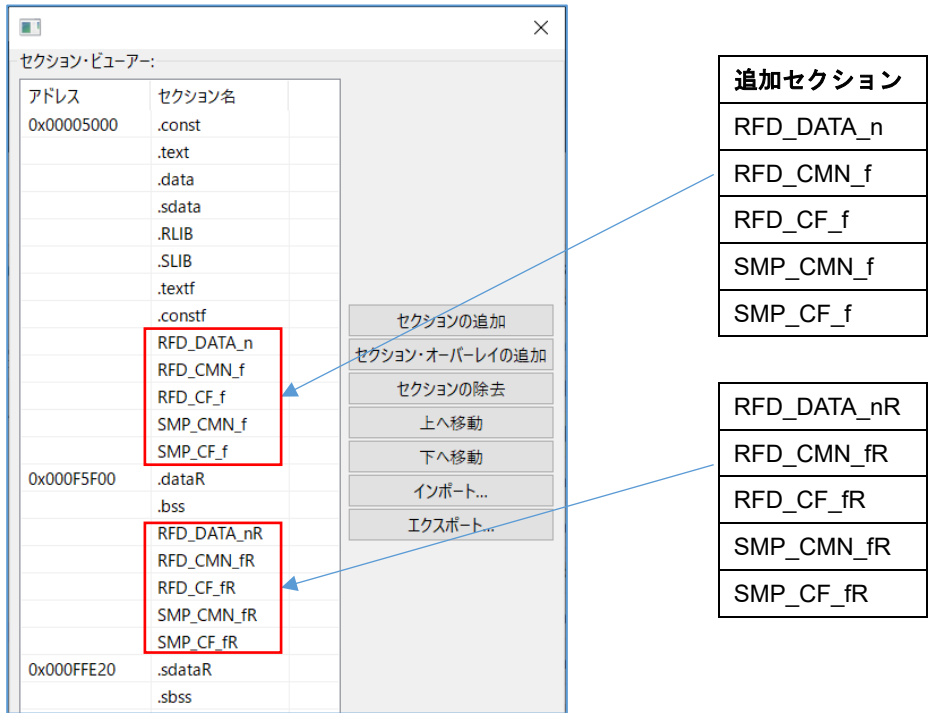 セクション・ビューアー:
アドレス セクション名
0x00005000 .const
.text
.data
.sdata
.RLIB
.SLIB
.textf
.constf
RFD_DATA_n
RFD_CMN_f
RFD_CF_f
SMP_CMN_f
SMP_CF_f
0x000F5F00 .dataR
.bss
RFD_DATA_nR
RFD_CMN_fR
RFD_CF_fR
SMP_CMN_fR
SMP_CF_fR
0x000FFE20 .sdataR
.sbss
セクションの追加
セクション・オーバーレイの追加
セクションの除去
上へ移動
下へ移動
インポート...
エクスポート...
追加セクション
RFD_DATA_n
RFD_CMN_f
RFD_CF_f
SMP_CMN_f
SMP_CF_f
RFD_DATA_nR
RFD_CMN_fR
RFD_CF_fR
SMP_CMN_fR
SMP_CF_fR